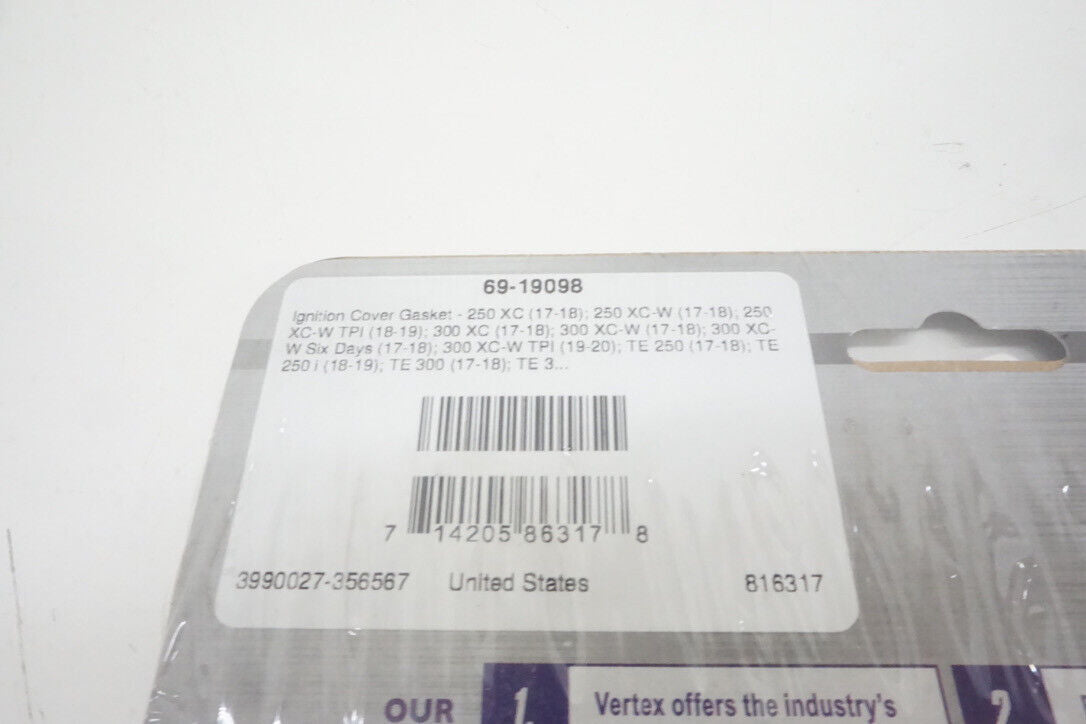 69-19098
Ignition Cover Gasket - 250 XC (17-18); 250 XC-W (17-18); 250
XC-W TPI (18-19); 300 XC (17-18); 300 XC-W (17-18); 300 XC-
W Six Days (17-18); 300 XC-W TPI (19-20); TE 250 (17-18); TE
250 i (18-19); TE 300 (17-18); TE 3...
7 14205 86317 8
3990027-356567 United States 816317
OUR 1. Vertex offers the industry's 2